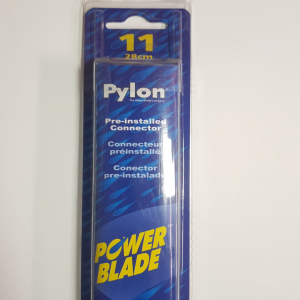 11
28cm
Pylon
Pre-installed
Connector
Connecteur
préinstallé
Conector
pre-instalado
POWER
BLADE